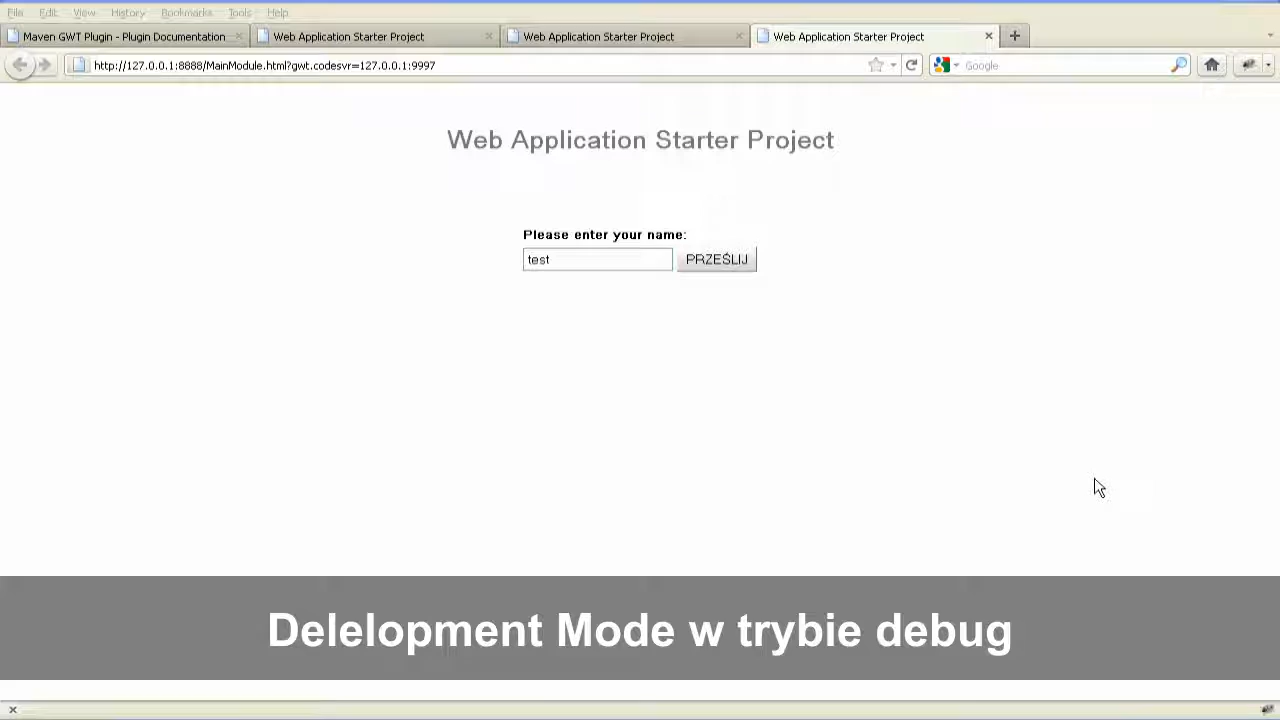 File Edit View History Bookmarks Tools Help
Maven GWT Plugin - Plugin Documentation Web Application Starter Project Web Application Starter Project Web Application Starter Project
http://127.0.0.1:8888/MainModule.html?gwt.codesvr=127.0.0.1:9997 Google
Web Application Starter Project
Please enter your name:
test PRZEŚLIJ
Delelopment Mode w trybie debug